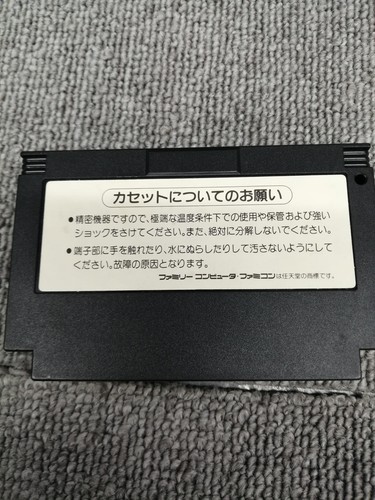 カセットについてのお願い
●精密機器ですので、極端な温度条件下での使用や保管および強い
ショックをさけてください。また、絶対に分解しないでください。
●端子部に手を触れたり、水にぬらしたりして汚さないようにして
ください。故障の原因となります。
ファミリー コンピュータ・ファミコンは任天堂の商標です。